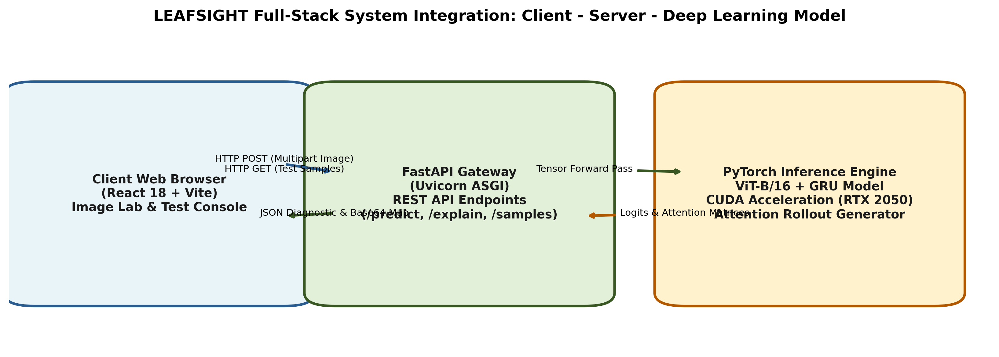 LEAFSIGHT Full-Stack System Integration: Client - Server - Deep Learning Model
Client Web Browser
(React 18 + Vite)
Image Lab & Test Console
HTTP POST (Multipart Image)
HTTP GET (Test Samples)
JSON Diagnostic & Base64 Map
FastAPI Gateway
(Uvicorn ASGI)
REST API Endpoints
(/predict, /explain, /samples)
Tensor Forward Pass
Logits & Attention Matrices
PyTorch Inference Engine
ViT-B/16 + GRU Model
CUDA Acceleration (RTX 2050)
Attention Rollout Generator